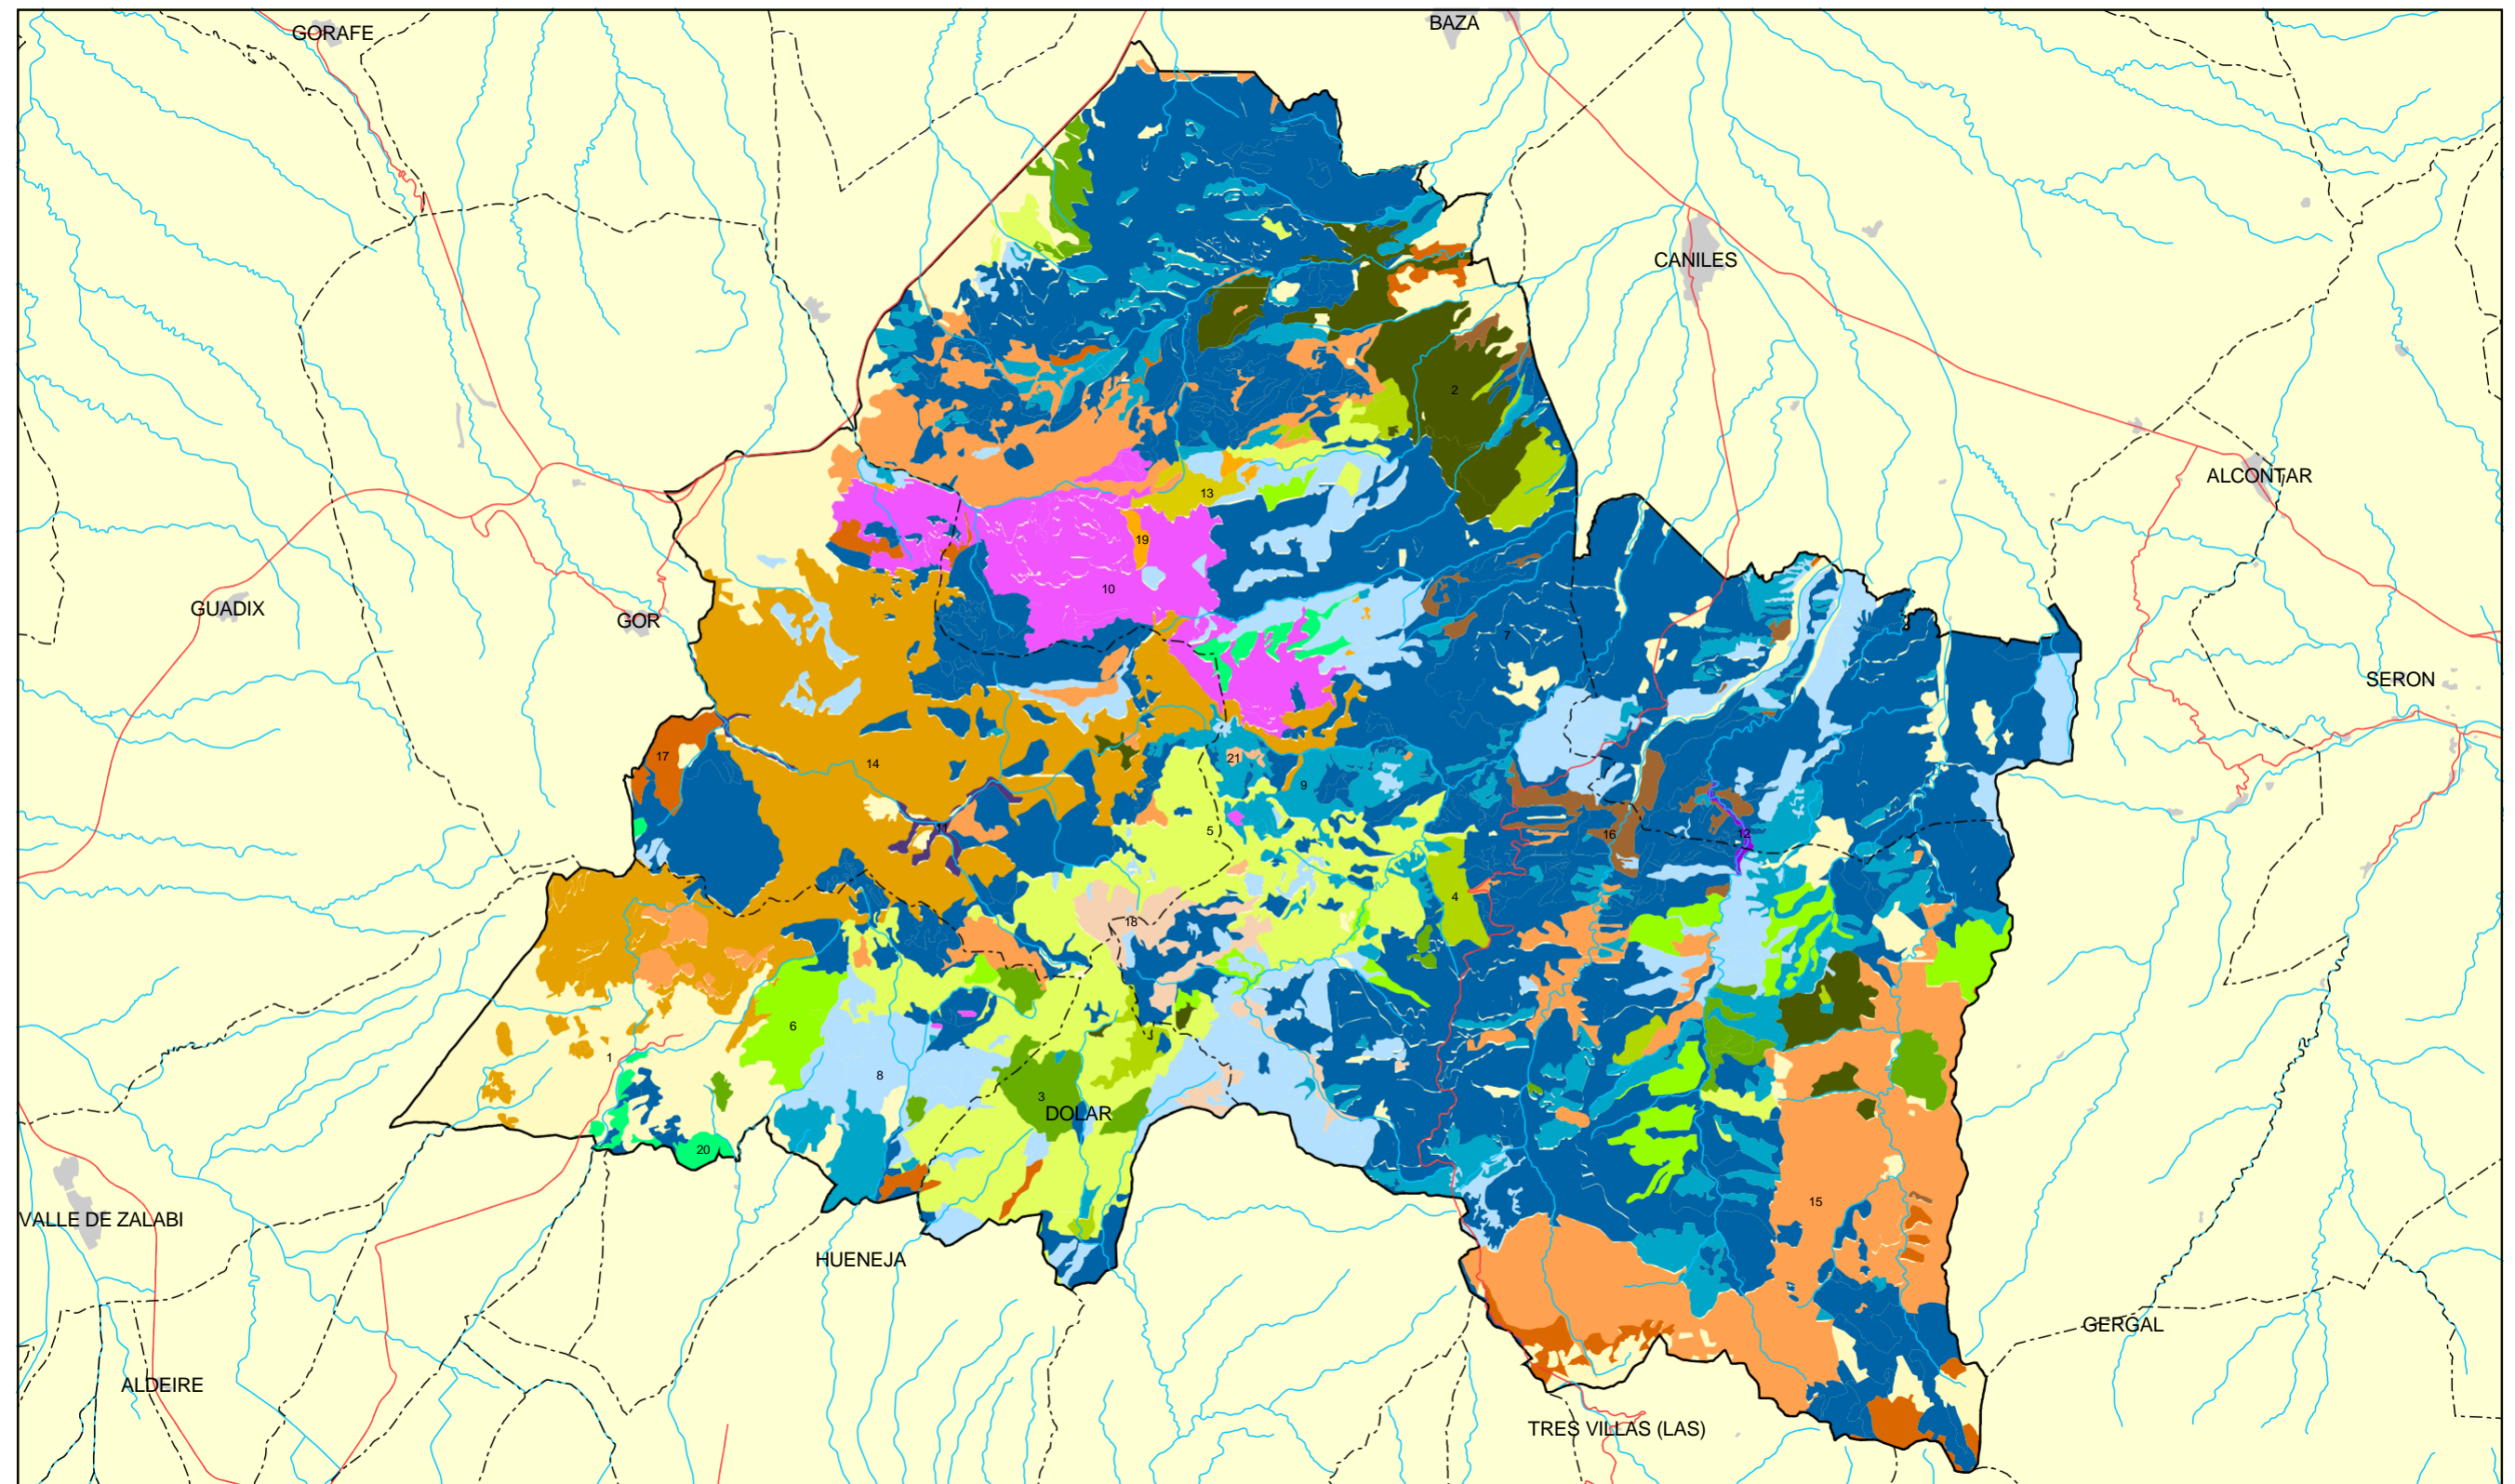 BAZA
GORAFE
CANILES
2
ALCONTAR
13
19
10
GUADIX
GOR
7
SERON
17
21
14
9
5
11
12
16
4
18
6
1
8
3
DOLAR
20
15
VALLE DE ZALABI
HUENEJA
GERGAL
ALDEIRE
TRES VILLAS (LAS)